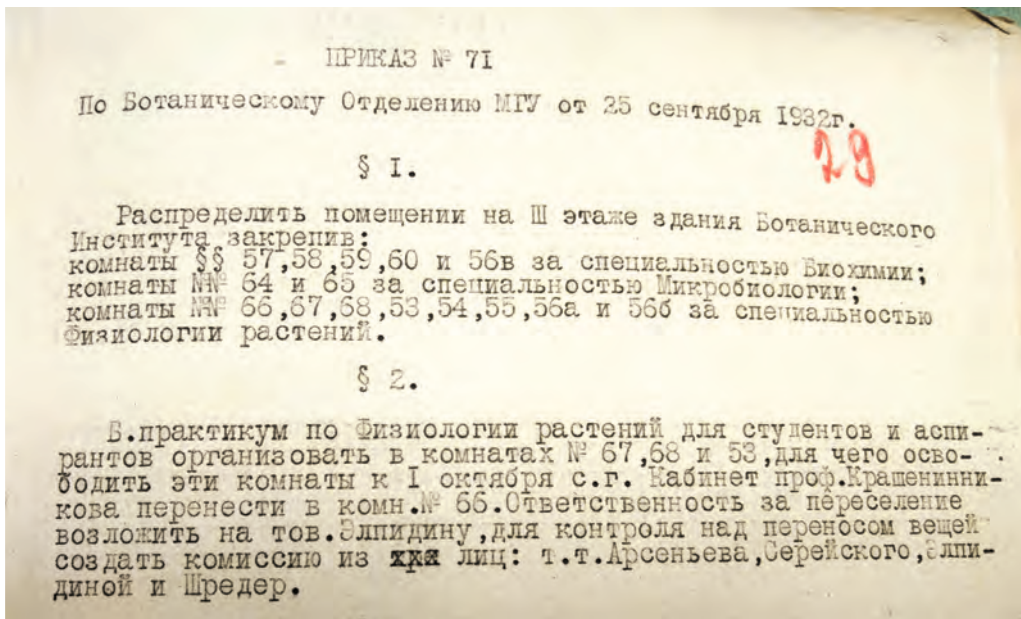 ПРИКАЗ № 7I
По Ботаническому Отделению МГУ от 25 сентября I932г.
29
§ I.
Распределить помещении на Ш этаже здания Ботанического
Института закрепив:
комнаты §§ 57,58,59,60 и 56в за специальностью Биохимии;
комнаты №№ 64 и 65 за специальностью Микробиологии;
комнаты №№ 66,67,68,53,54,55,56а и 56б за специальностью
Физиологии растений.
§ 2.
Б.практикум по Физиологии растений для студентов и аспи-
рантов организовать в комнатах № 67,68 и 53,для чего осво-
бодить эти комнаты к I октября с.г. Кабинет проф.Крашенинни-
кова перенести в комн.№ 66.Ответственность за переселение
возложить на тов.Элпидину,для контроля над переносом вещей
создать комиссию из лиц: т.т.Арсеньева,Серейского,Элпи-
диной и Шредер.